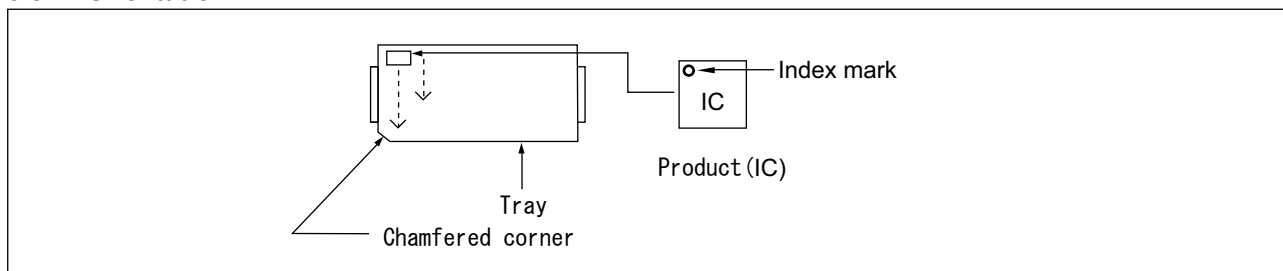 Index mark
IC
Product(IC)
Tray
Chamfered corner